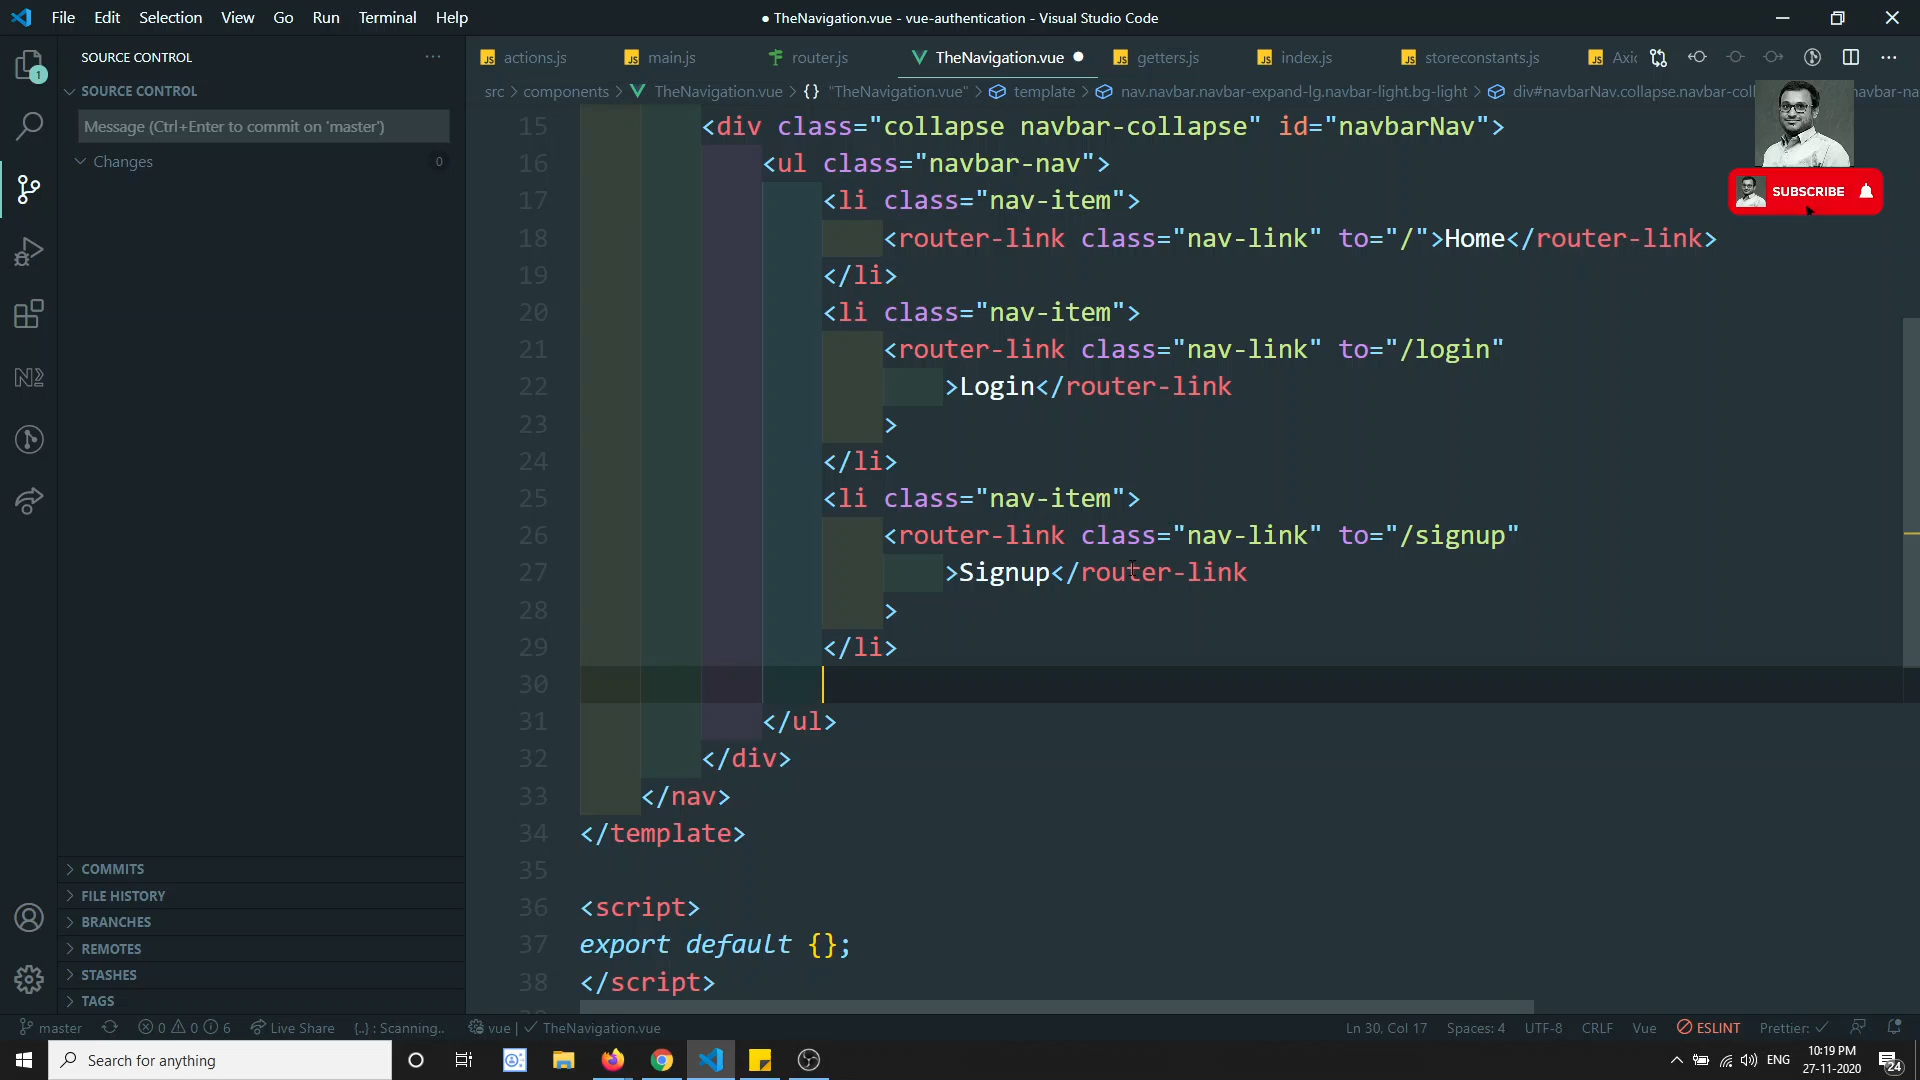 File Edit Selection View Go Run Terminal Help
● TheNavigation.vue - vue-authentication - Visual Studio Code
SOURCE CONTROL
actions.js main.js router.js TheNavigation.vue getters.js index.js storeconstants.js
1
SOURCE CONTROL
src > components > TheNavigation.vue > {} "TheNavigation.vue" > template > nav.navbar.navbar-expand-lg.navbar-light.bg-light >
Message (Ctrl+Enter to commit on 'master')
Changes 0
SUBSCRIBE
15 <div class="collapse navbar-collapse" id="navbarNav">
16 <ul class="navbar-nav">
17 <li class="nav-item">
18 <router-link class="nav-link" to="/">Home</router-link>
19 </li>
20 <li class="nav-item">
21 <router-link class="nav-link" to="/login"
22 >Login</router-link
23 >
24 </li>
25 <li class="nav-item">
26 <router-link class="nav-link" to="/signup"
27 >Signup</router-link
28 >
29 </li>
30
31 </ul>
32 </div>
33 </nav>
34 </template>
35
36 <script>
37 export default {};
38 </script>
COMMITS
FILE HISTORY
BRANCHES
REMOTES
STASHES
TAGS
master 0 0 6 Live Share {..} : Scanning.. vue | ✓ TheNavigation.vue Ln 30, Col 17 Spaces: 4 UTF-8 CRLF Vue ESLINT Prettier: ✓
Search for anything
ENG
10:19 PM
27-11-2020
24